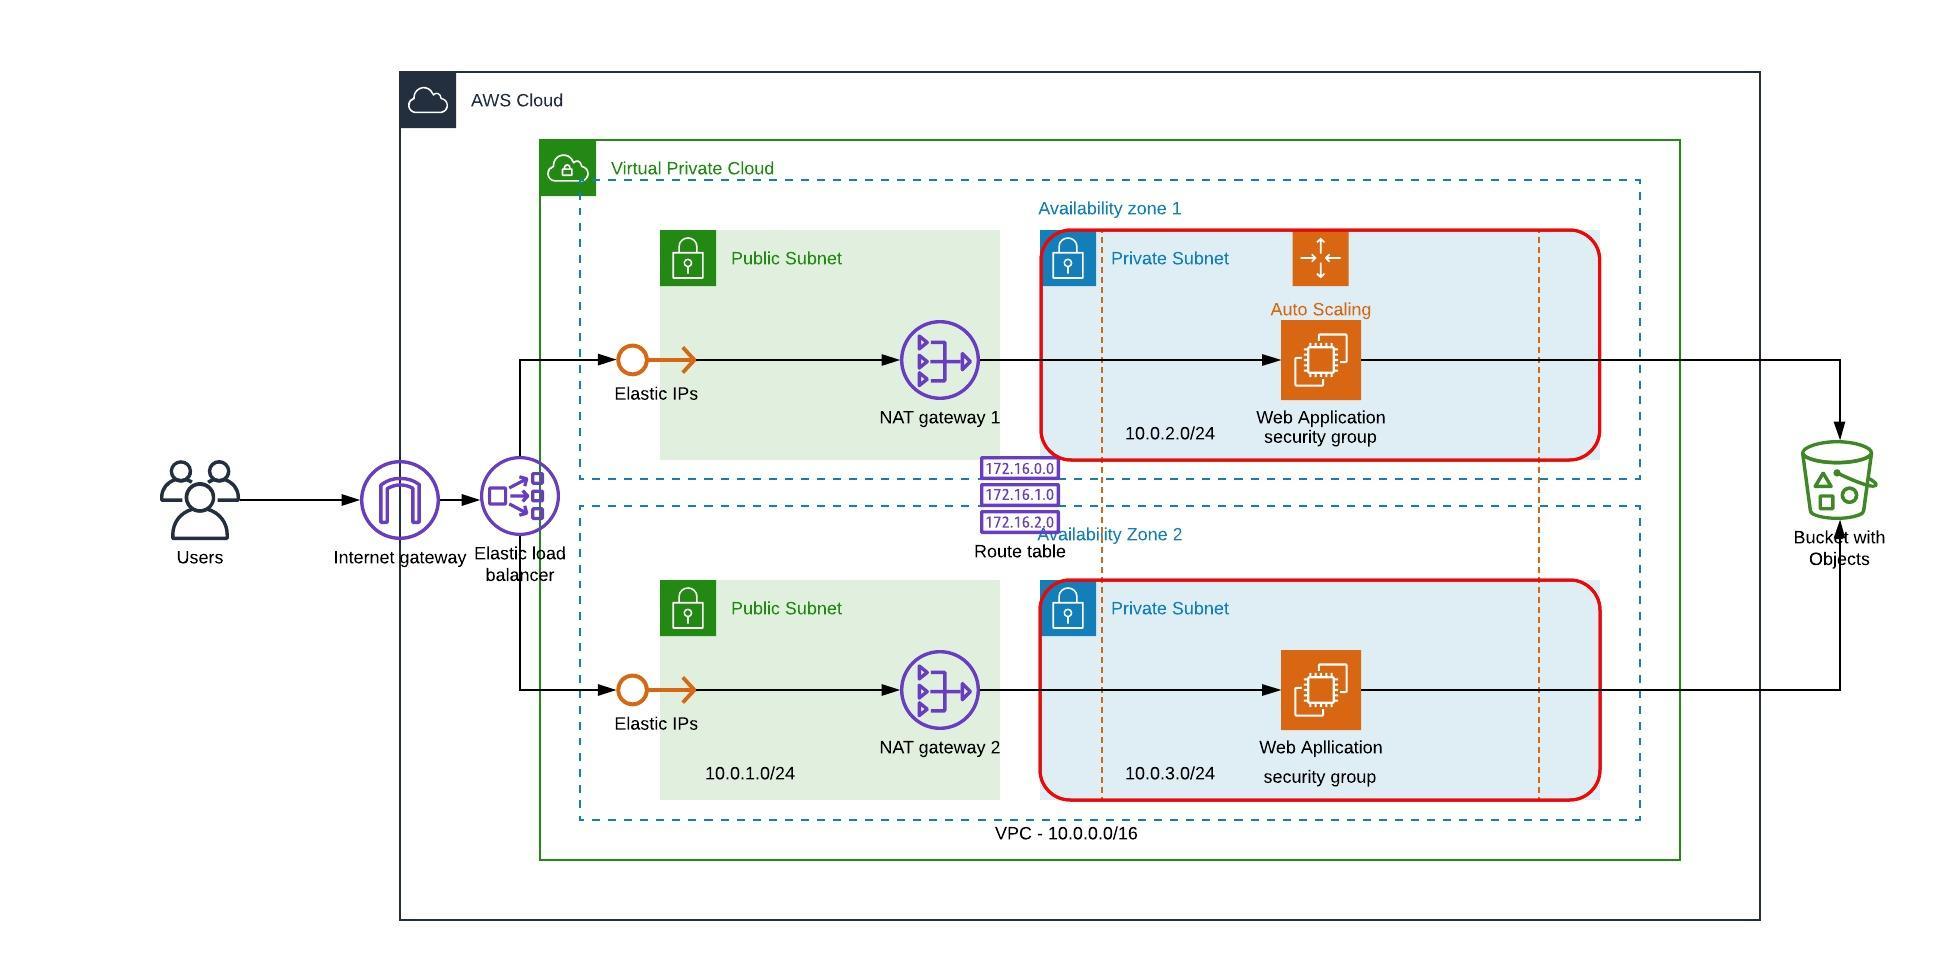 AWS Cloud
Virtual Private Cloud
Availability zone 1
Public Subnet
Private Subnet
Auto Scaling
Elastic IPs
NAT gateway 1
Web Application
security group
10.0.2.0/24
172.16.0.0
172.16.1.0
172.16.2.0
Route table
Availability Zone 2
Users
Internet gateway
Elastic load
balancer
Bucket with
Objects
Public Subnet
Private Subnet
Elastic IPs
NAT gateway 2
Web Apllication
security group
10.0.1.0/24
10.0.3.0/24
VPC - 10.0.0.0/16